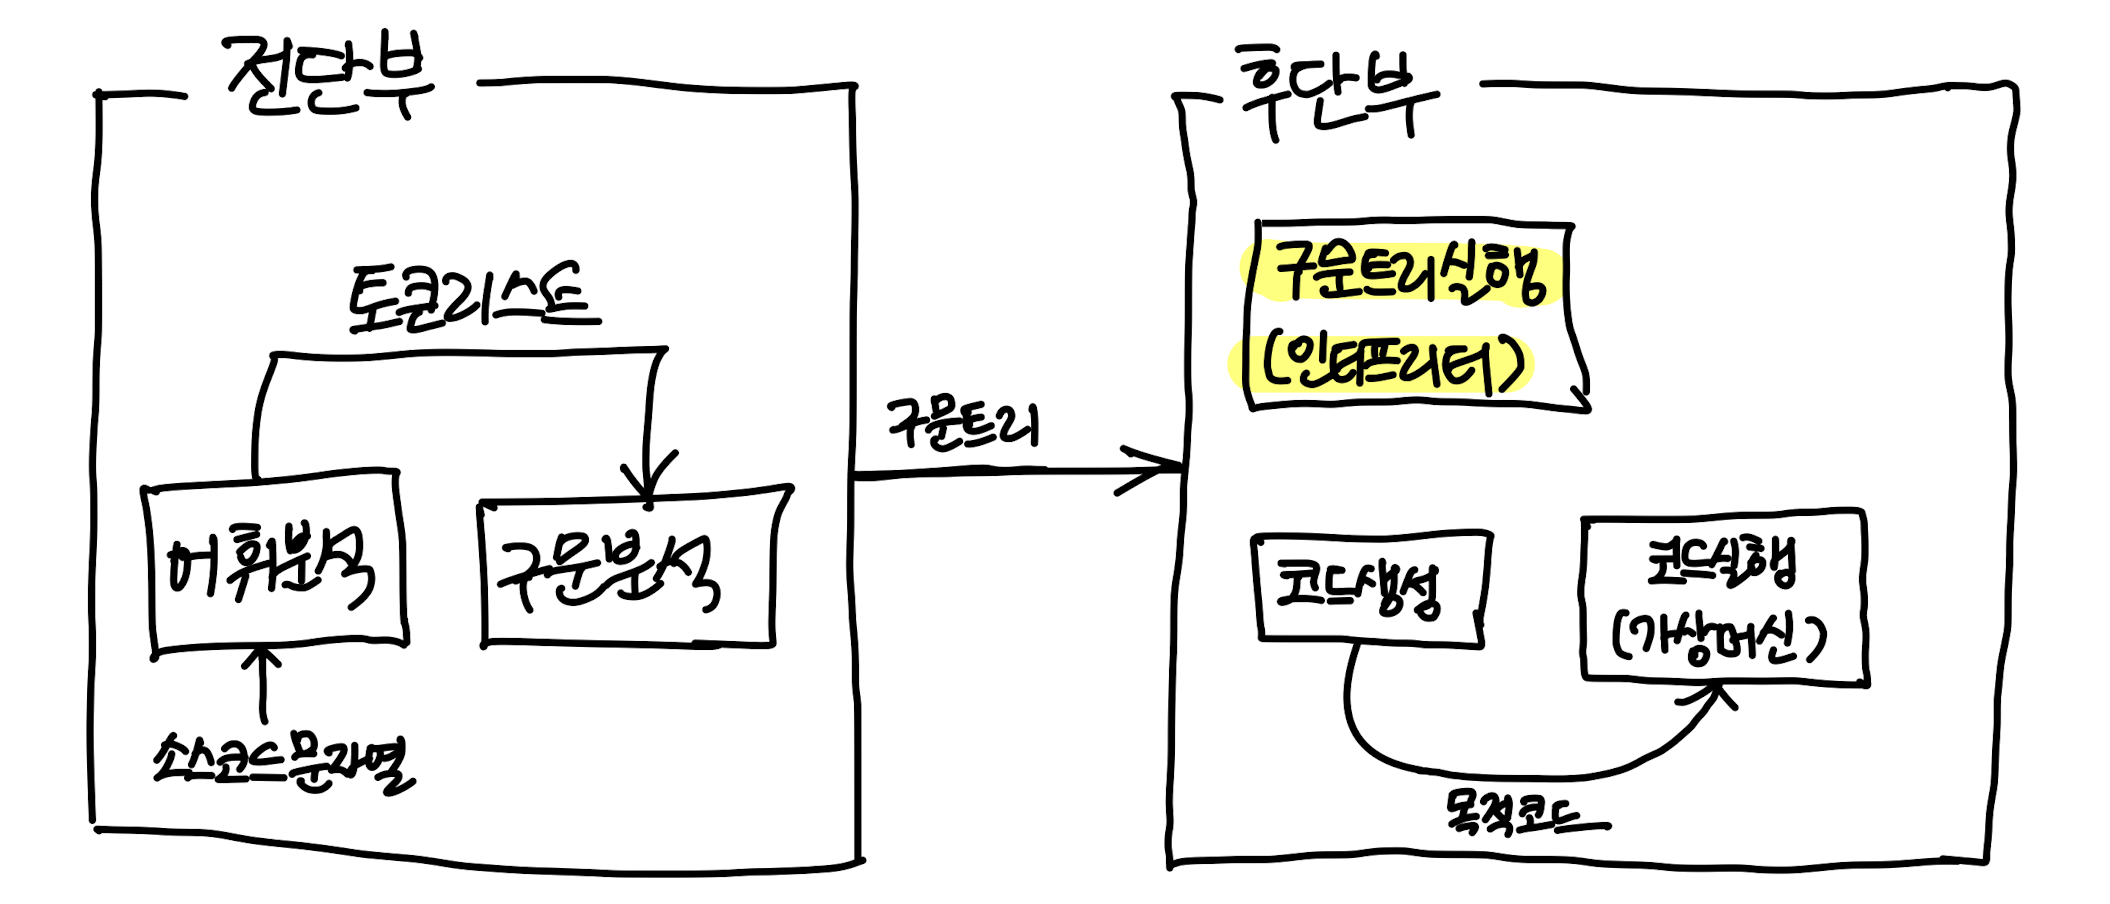 전단부
토큰리스트
어휘분석
구문분석
소스코드문자열
구문트리
후단부
구문트리실행
(인터프리터)
코드생성
코드실행
(가상머신)
목적코드